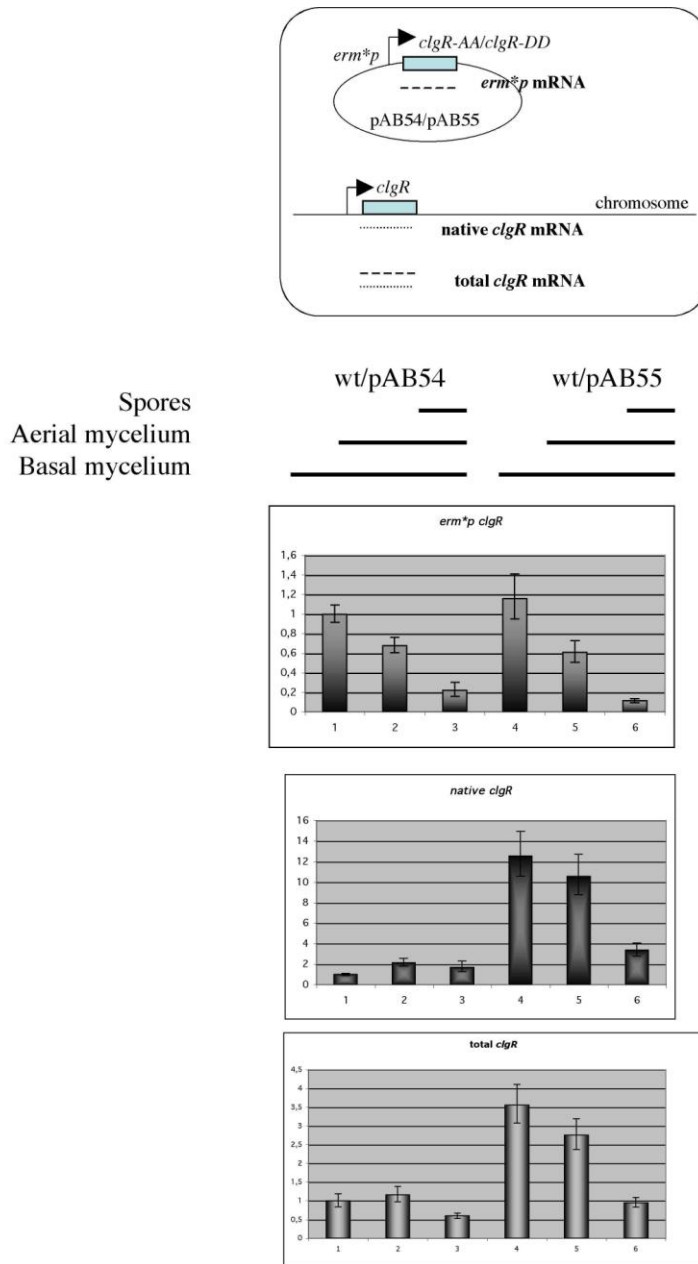 clgR-AA/clgR-DD
erm*p
erm*p mRNA
pAB54/pAB55
clgR
chromosome
native clgR mRNA
total clgR mRNA
wt/pAB54 wt/pAB55
Spores
Aerial mycelium
Basal mycelium
erm*p clgR
1,6
1,4
1,2
1
0,8
0,6
0,4
0,2
0
1 2 3 4 5 6
native clgR
16
14
12
10
8
6
4
2
0
1 2 3 4 5 6
total clgR
4,5
4
3,5
3
2,5
2
1,5
1
0,5
0
1 2 3 4 5 6